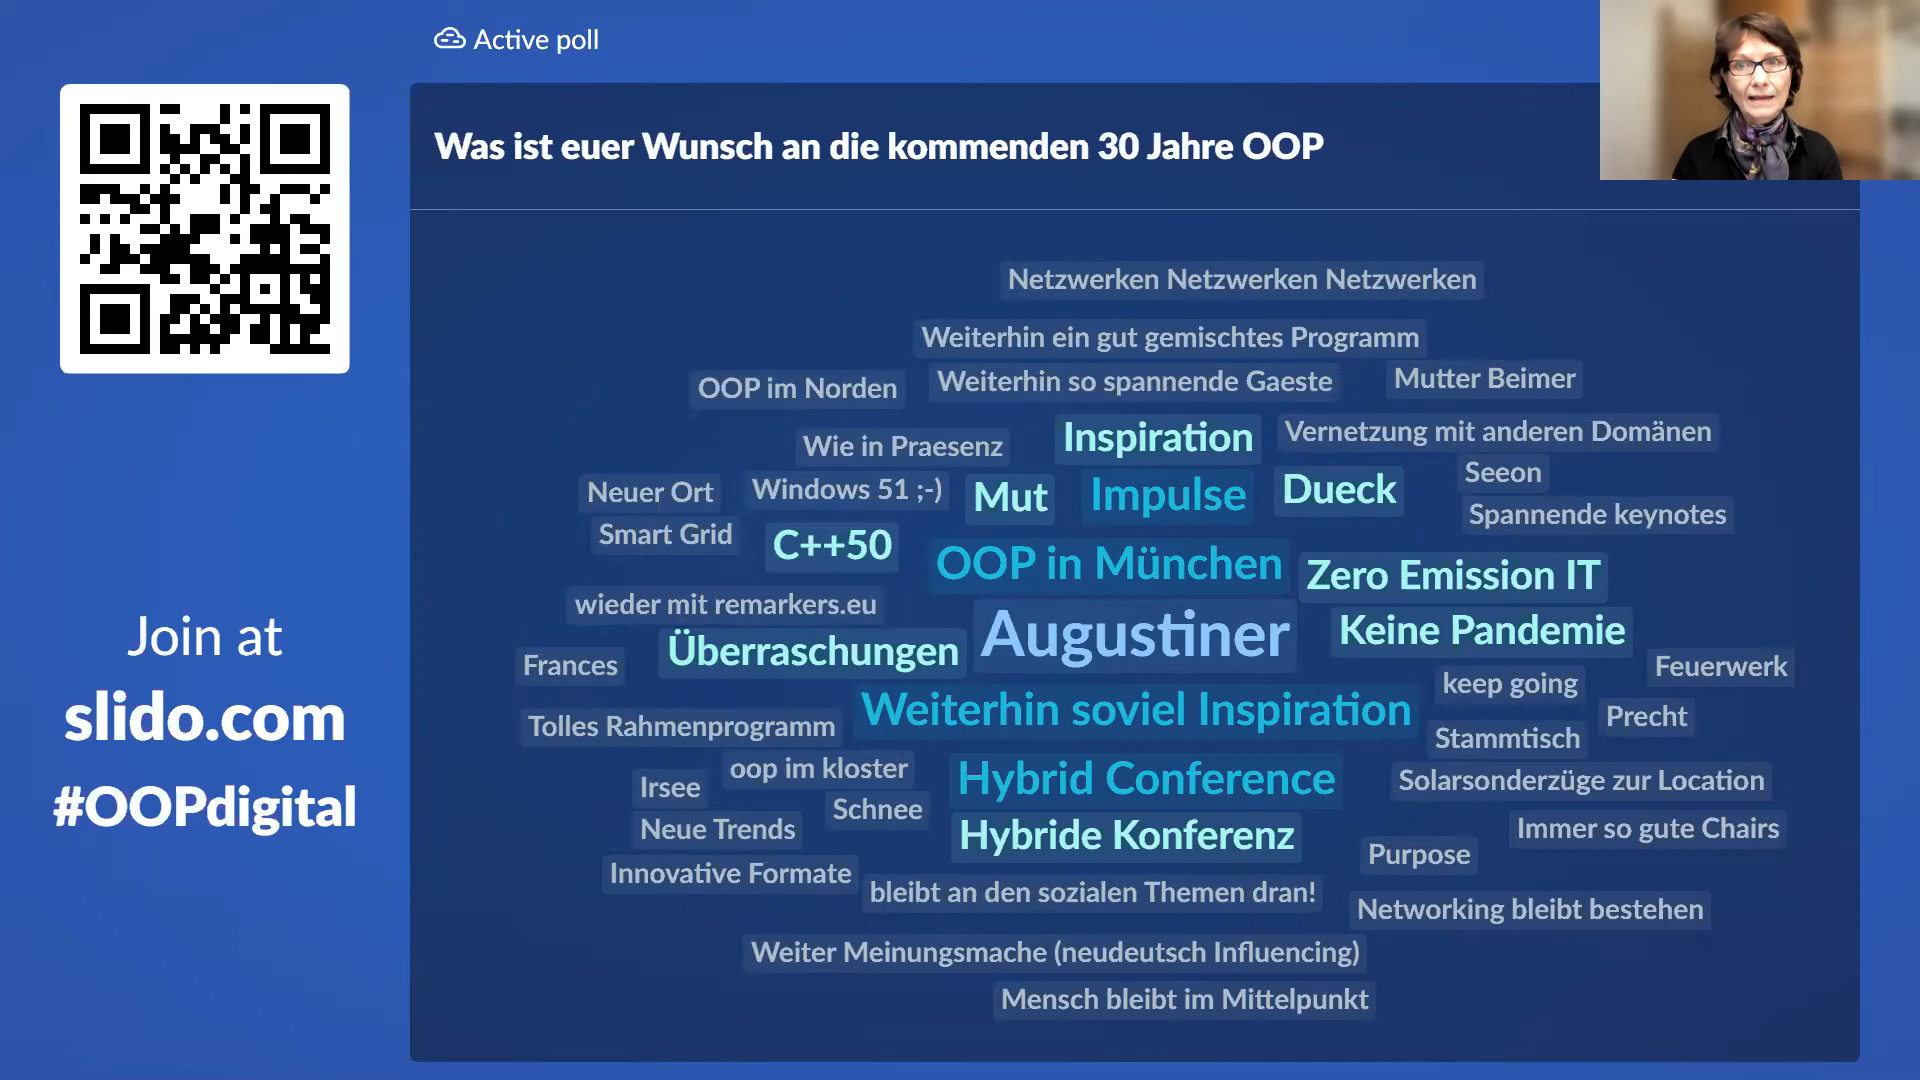 Active poll
Was ist euer Wunsch an die kommenden 30 Jahre OOP
Join at
slido.com
#OOPdigital
Netzwerken Netzwerken Netzwerken
Weiterhin ein gut gemischtes Programm
OOP im Norden
Weiterhin so spannende Gaeste
Mutter Beimer
Wie in Praesenz
Inspiration
Vernetzung mit anderen Domänen
Neuer Ort
Windows 51 ;-)
Mut
Impulse
Dueck
Seeon
Smart Grid
C++50
Spannende keynotes
OOP in München
Zero Emission IT
wieder mit remarkers.eu
Augustiner
Keine Pandemie
Frances
Überraschungen
Feuerwerk
keep going
Weiterhin soviel Inspiration
Precht
Tolles Rahmenprogramm
Stammtisch
oop im kloster
Irsee
Hybrid Conference
Solarsonderzüge zur Location
Schnee
Neue Trends
Hybride Konferenz
Immer so gute Chairs
Purpose
Innovative Formate
bleibt an den sozialen Themen dran!
Networking bleibt bestehen
Weiter Meinungsmache (neudeutsch Influencing)
Mensch bleibt im Mittelpunkt